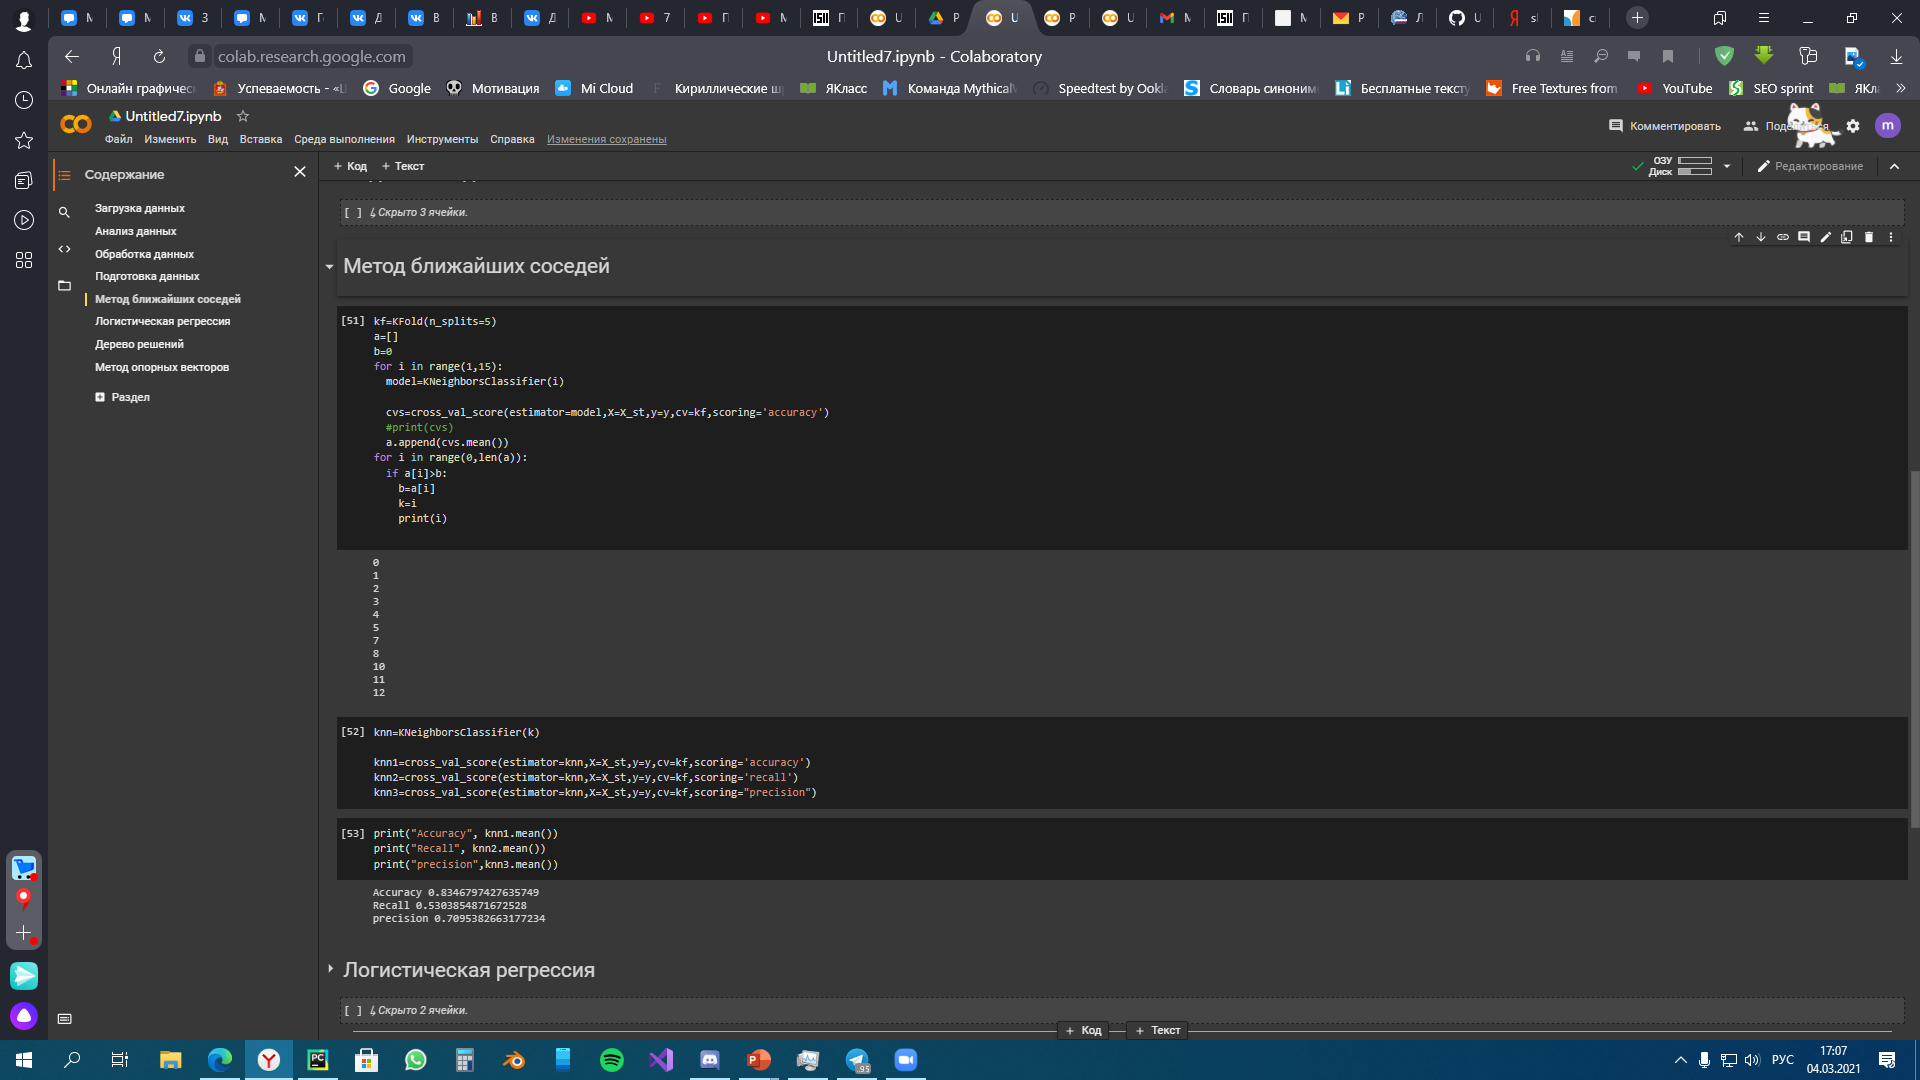 М
М
З
М
Г
Д
В
В
Д
М
7
П
М
П
U
Р
U
Р
U
М
П
М
Р
Л
U
s
c
colab.research.google.com
Untitled7.ipynb - Colaboratory
Онлайн графичес
Успеваемость - «Ц
Google
Мотивация
Mi Cloud
Кириллические ш
ЯКласс
Команда Mythical
Speedtest by Ookl
Словарь синоним
Бесплатные тексту
Free Textures from
YouTube
SEO sprint
ЯКл
»
Untitled7.ipynb
Файл Изменить Вид Вставка Среда выполнения Инструменты Справка Изменения сохранены
Комментировать
m
Содержание
+ Код + Текст
ОЗУ
Диск
Редактирование
Загрузка данных
Анализ данных
Обработка данных
Подготовка данных
Метод ближайших соседей
Логистическая регрессия
Дерево решений
Метод опорных векторов
Раздел
[ ] Скрыто 3 ячейки.
Метод ближайших соседей
[51] kf=KFold(n_splits=5)
a=[]
b=0
for i in range(1,15):
model=KNeighborsClassifier(i)
cvs=cross_val_score(estimator=model,X=X_st,y=y,cv=kf,scoring='accuracy')
#print(cvs)
a.append(cvs.mean())
for i in range(0,len(a)):
if a[i]>b:
b=a[i]
k=i
print(i)
0
1
2
3
4
5
7
8
10
11
12
[52] knn=KNeighborsClassifier(k)
knn1=cross_val_score(estimator=knn,X=X_st,y=y,cv=kf,scoring='accuracy')
knn2=cross_val_score(estimator=knn,X=X_st,y=y,cv=kf,scoring='recall')
knn3=cross_val_score(estimator=knn,X=X_st,y=y,cv=kf,scoring="precision")
[53] print("Accuracy", knn1.mean())
print("Recall", knn2.mean())
print("precision",knn3.mean())
Accuracy 0.8346797427635749
Recall 0.5303854871672528
precision 0.7095382663177234
Логистическая регрессия
[ ] Скрыто 2 ячейки.
+ Код + Текст
РУС
17:07
04.03.2021